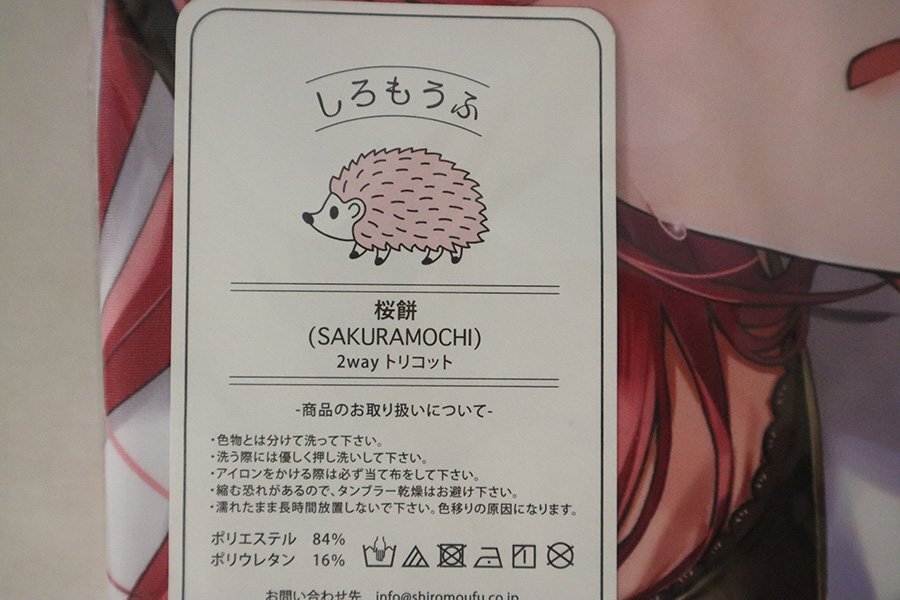 しろもうふ
桜餅
(SAKURAMOCHI)
2way トリコット
-商品のお取り扱いについて-
・色物とは分けて洗って下さい。
・洗う際には優しく押し洗いして下さい。
・アイロンをかける際は必ず当て布をして下さい。
・縮む恐れがあるので、タンブラー乾燥はお避け下さい。
・濡れたまま長時間放置しないで下さい。色移りの原因になります。
ポリエステル 84%
ポリウレタン 16%
お問い合わせ先 info@shiromoufu.co.jp